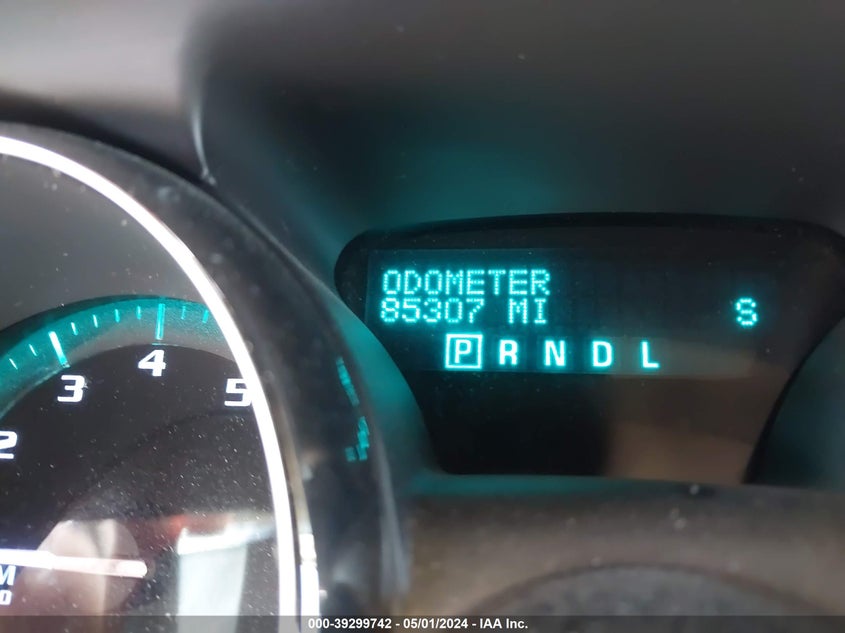 ODOMETER
85307 MI S
P R N D L
2 3 4 5
000-39299742 / 05/01/2024 - IAA Inc.